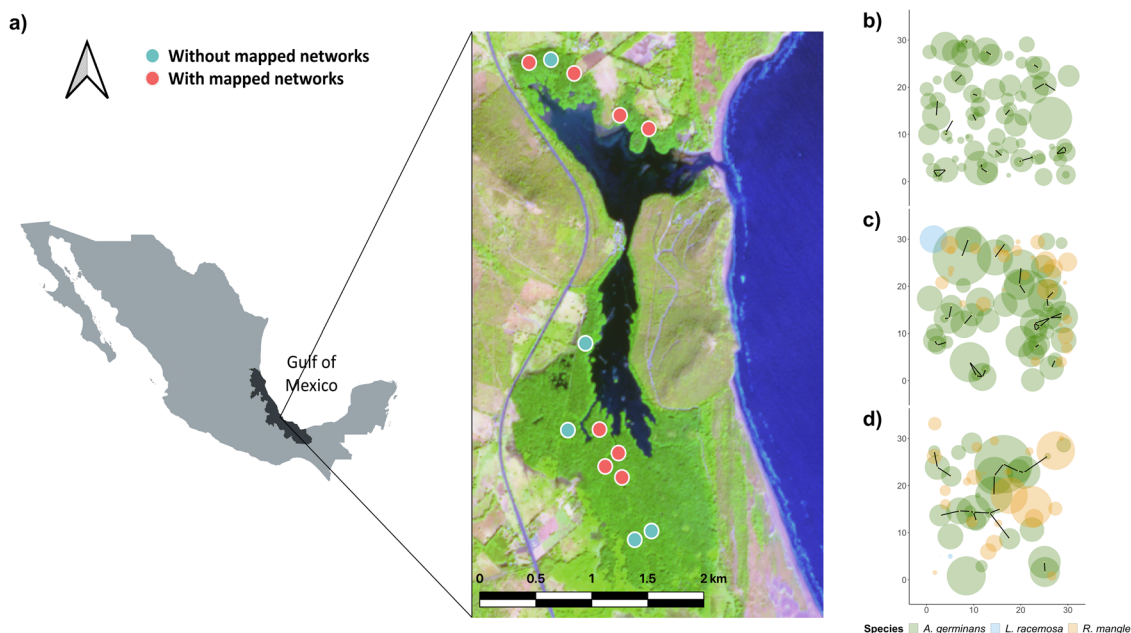 a)
Without mapped networks
With mapped networks
Gulf of
Mexico
0 0.5 1 1.5 2 km
b)
30
20
10
0
c)
30
20
10
0
d)
30
20
10
0
0 10 20 30
Species A. germinans L. racemosa R. mangle